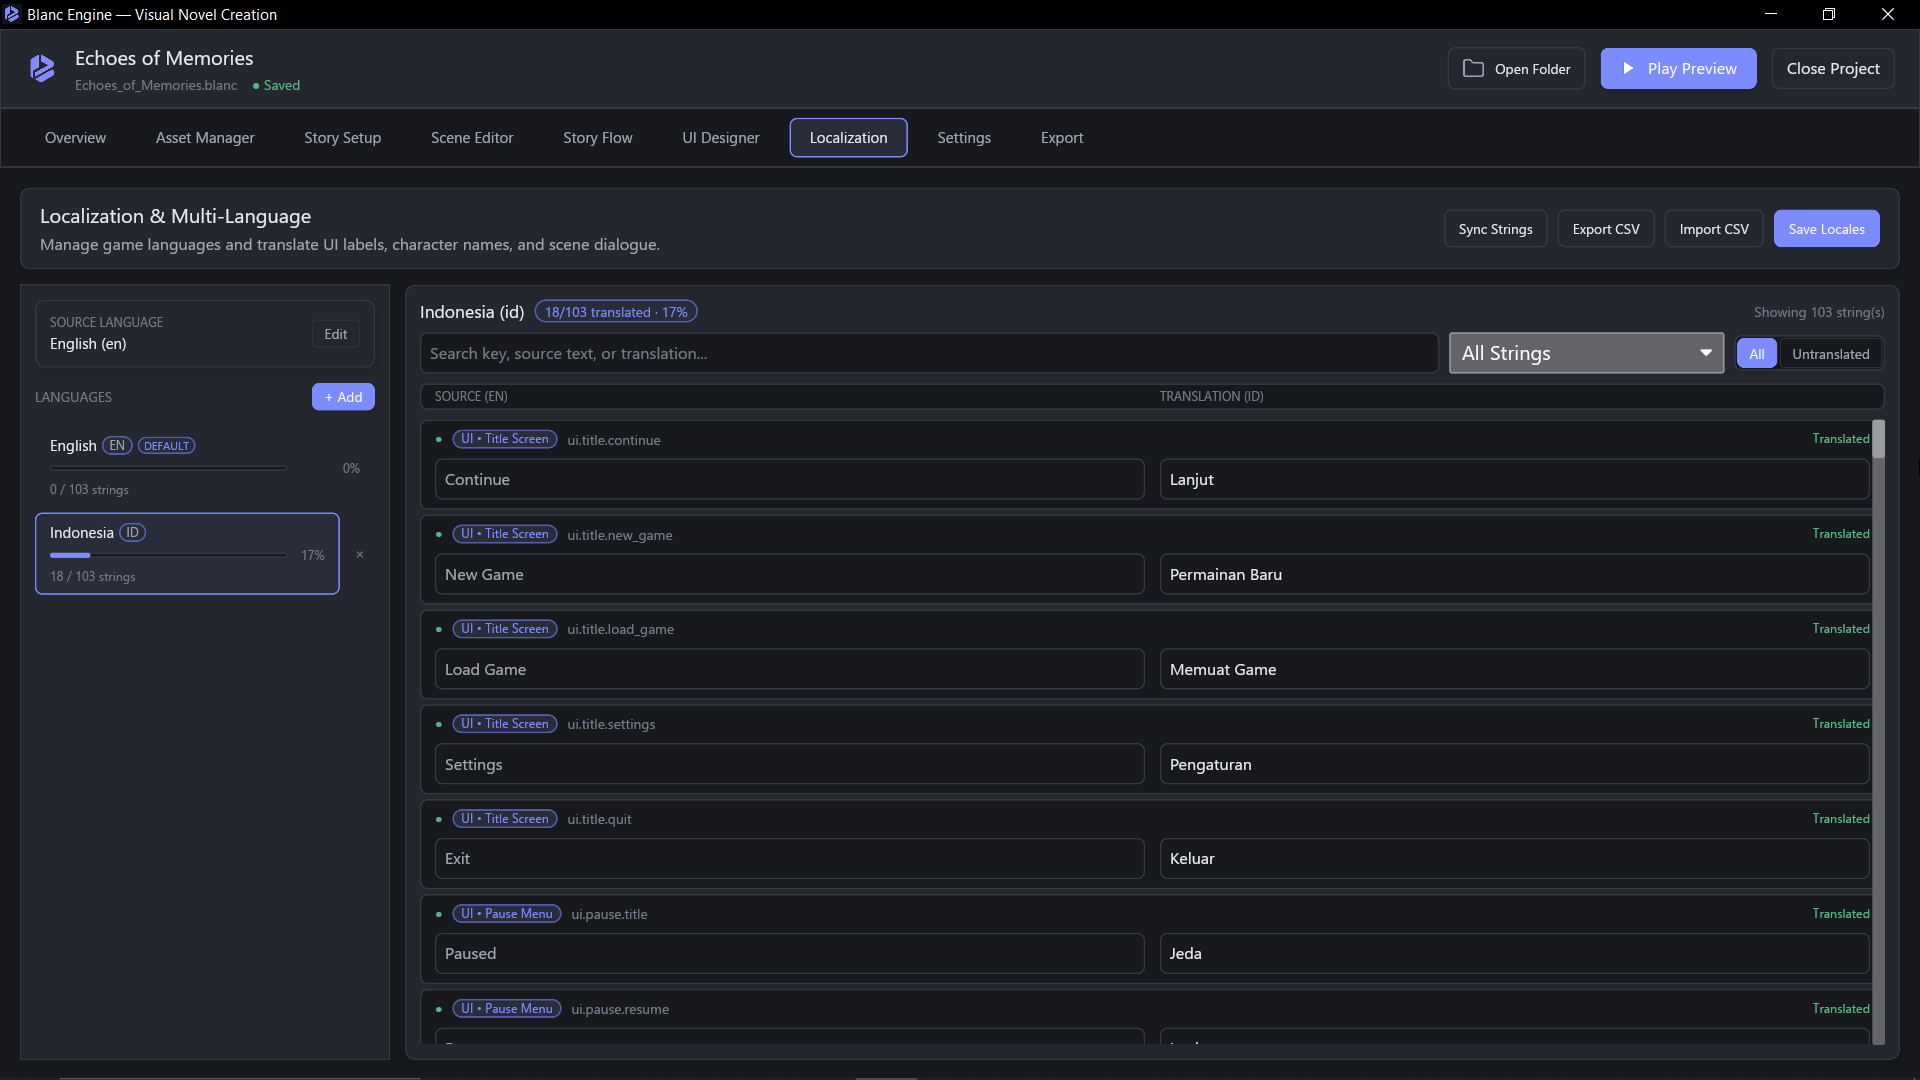 Blanc Engine — Visual Novel Creation
Echoes of Memories
Echoes_of_Memories.blanc • Saved
Open Folder
Play Preview
Close Project
Overview Asset Manager Story Setup Scene Editor Story Flow UI Designer Localization Settings Export
Localization & Multi-Language
Manage game languages and translate UI labels, character names, and scene dialogue.
Sync Strings
Export CSV
Import CSV
Save Locales
SOURCE LANGUAGE
English (en)
Edit
LANGUAGES
+ Add
English EN DEFAULT
0%
0 / 103 strings
Indonesia ID
17% ×
18 / 103 strings
Indonesia (id) 18/103 translated · 17%
Showing 103 string(s)
Search key, source text, or translation...
All Strings
All
Untranslated
SOURCE (EN) TRANSLATION (ID)
UI • Title Screen ui.title.continue Translated
Continue Lanjut
UI • Title Screen ui.title.new_game Translated
New Game Permainan Baru
UI • Title Screen ui.title.load_game Translated
Load Game Memuat Game
UI • Title Screen ui.title.settings Translated
Settings Pengaturan
UI • Title Screen ui.title.quit Translated
Exit Keluar
UI • Pause Menu ui.pause.title Translated
Paused Jeda
UI • Pause Menu ui.pause.resume Translated